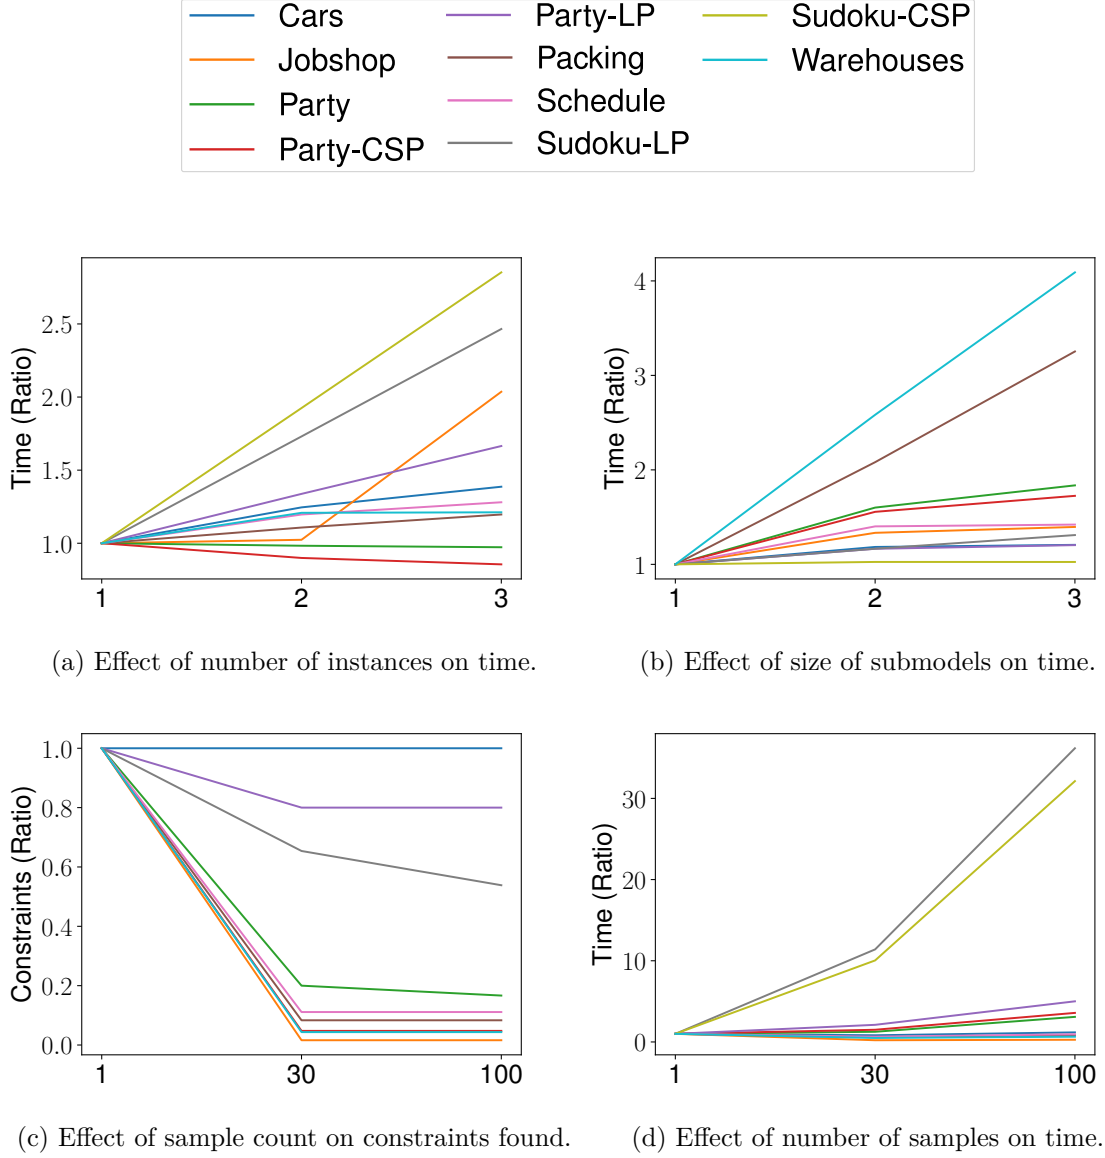 Cars
Jobshop
Party
Party-CSP
Party-LP
Packing
Schedule
Sudoku-LP
Sudoku-CSP
Warehouses
Time (Ratio)
2.5
2.0
1.5
1.0
1 2 3
(a) Effect of number of instances on time.
Time (Ratio)
4
3
2
1
1 2 3
(b) Effect of size of submodels on time.
Constraints (Ratio)
1.0
0.8
0.6
0.4
0.2
0.0
1 30 100
(c) Effect of sample count on constraints found.
Time (Ratio)
30
20
10
0
1 30 100
(d) Effect of number of samples on time.